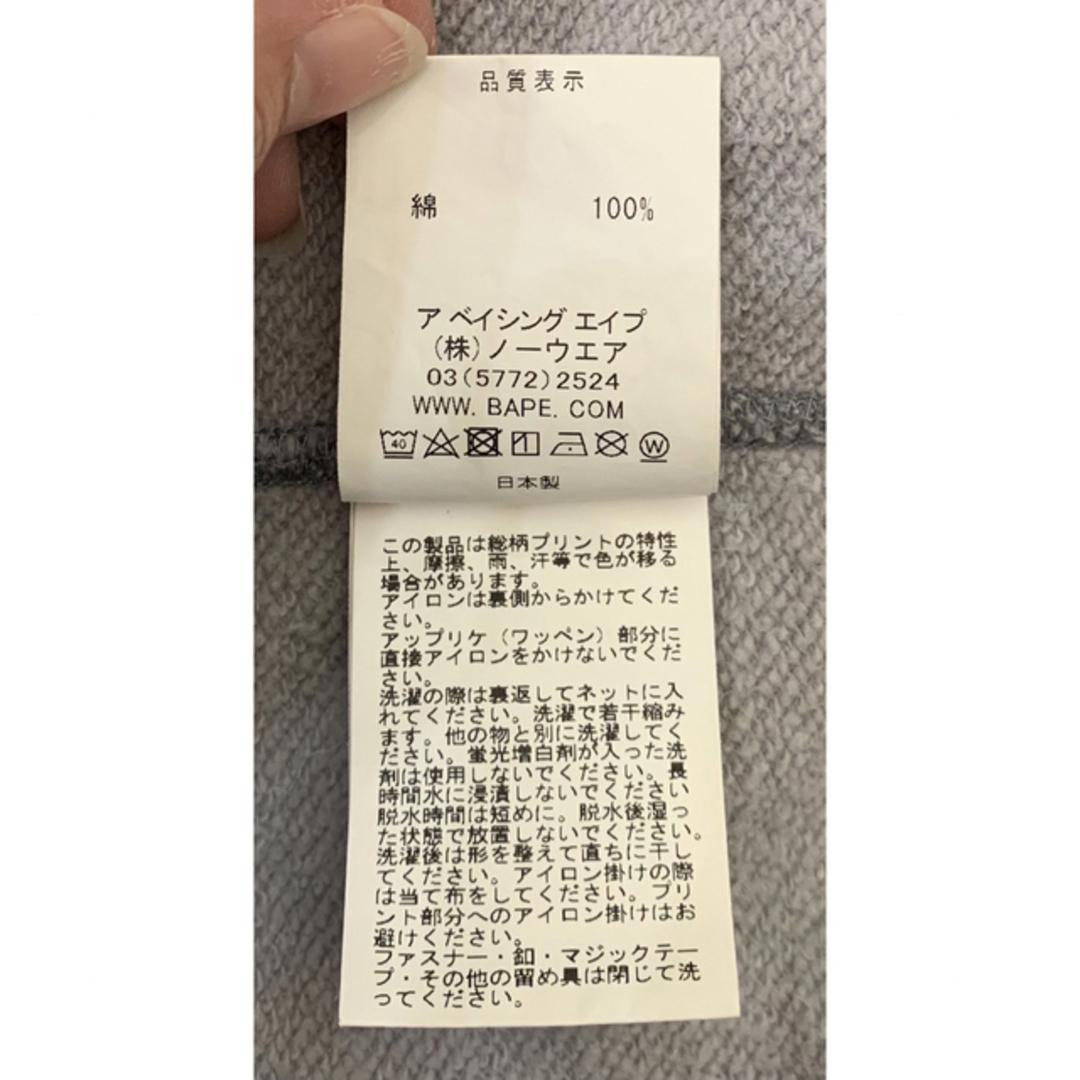 品質表示
綿 100%
ア ベイシング エイプ
(株)ノーウエア
03(5772)2524
WWW. BAPE. COM
40 W
日本製
この製品は総柄プリントの特性
上、摩擦、雨、汗等で色が移る
場合があります。
アイロンは裏側からかけてくだ
さい。
アップリケ（ワッペン）部分に
直接アイロンをかけないでくだ
さい。
洗濯の際は裏返してネットに入
れてください。洗濯で若干縮み
ます。他の物と別に洗濯してく
ださい。蛍光増白剤が入った洗
剤は使用しないでください。長
時間水に浸漬しないでください
脱水時間は短めに。脱水後湿っ
た状態で放置しないでください。
洗濯後は形を整えて直ちに干し
てください。アイロン掛けの際
は当て布をしてください。プリ
ント部分へのアイロン掛けはお
避けください。
ファスナー・釦・マジックテー
プ・その他の留め具は閉じて洗
ってください。